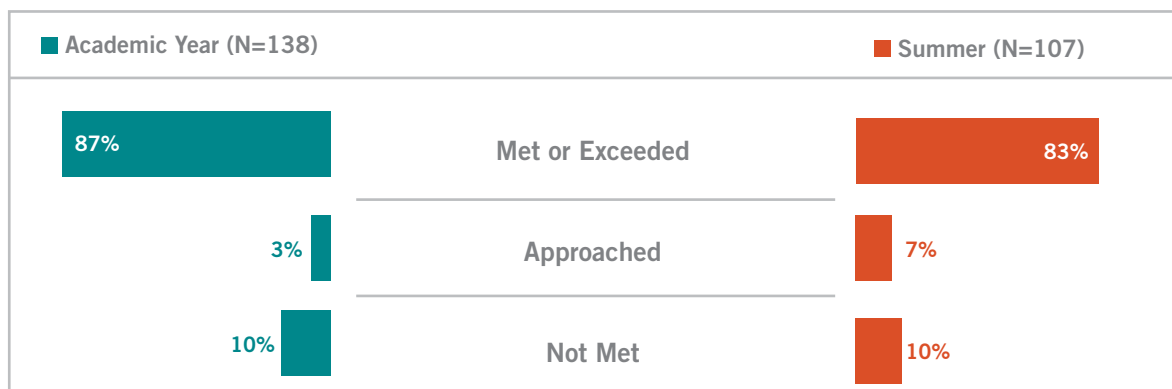 Academic Year (N=138)
Summer (N=107)
87%
Met or Exceeded
83%
3%
Approached
7%
10%
Not Met
10%